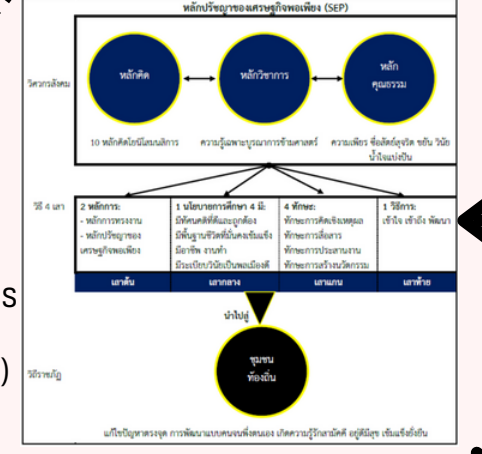 หลักปรัชญาของเศรษฐกิจพอเพียง (SEP)
วิศวกรสังคม
หลักคิด
หลักวิชาการ
หลัก
คุณธรรม
10 หลักคิดโยนิโสมนสิการ
ความรู้เฉพาะบูรณาการข้ามศาสตร์
ความเพียร ซื่อสัตย์สุจริต ขยัน วินัย
น้ำใจแบ่งปัน
วิธี 4 เสา
2 หลักการ:
- หลักการทรงงาน
- หลักปรัชญาของ
เศรษฐกิจพอเพียง
เสาต้น
1 นโยบายการศึกษา 4 มี:
มีทัศนคติที่ดีและถูกต้อง
มีพื้นฐานชีวิตที่มั่นคงเข้มแข็ง
มีอาชีพ งานทำ
มีระเบียบวินัยเป็นพลเมืองดี
เสากลาง
4 ทักษะ:
ทักษะการคิดเชิงเหตุผล
ทักษะการสื่อสาร
ทักษะการประสานงาน
ทักษะการสร้างนวัตกรรม
เสาแกน
1 วิธีการ:
เข้าใจ เข้าถึง พัฒนา
เสาท้าย
นำไปสู่
S
)
วิถีราชภัฏ
ชุมชน
ท้องถิ่น
แก้ไขปัญหาตรงจุด การพัฒนาแบบคนจนพึ่งตนเอง เกิดความรู้รักสามัคคี อยู่ดีมีสุข เข้มแข็งยั่งยืน